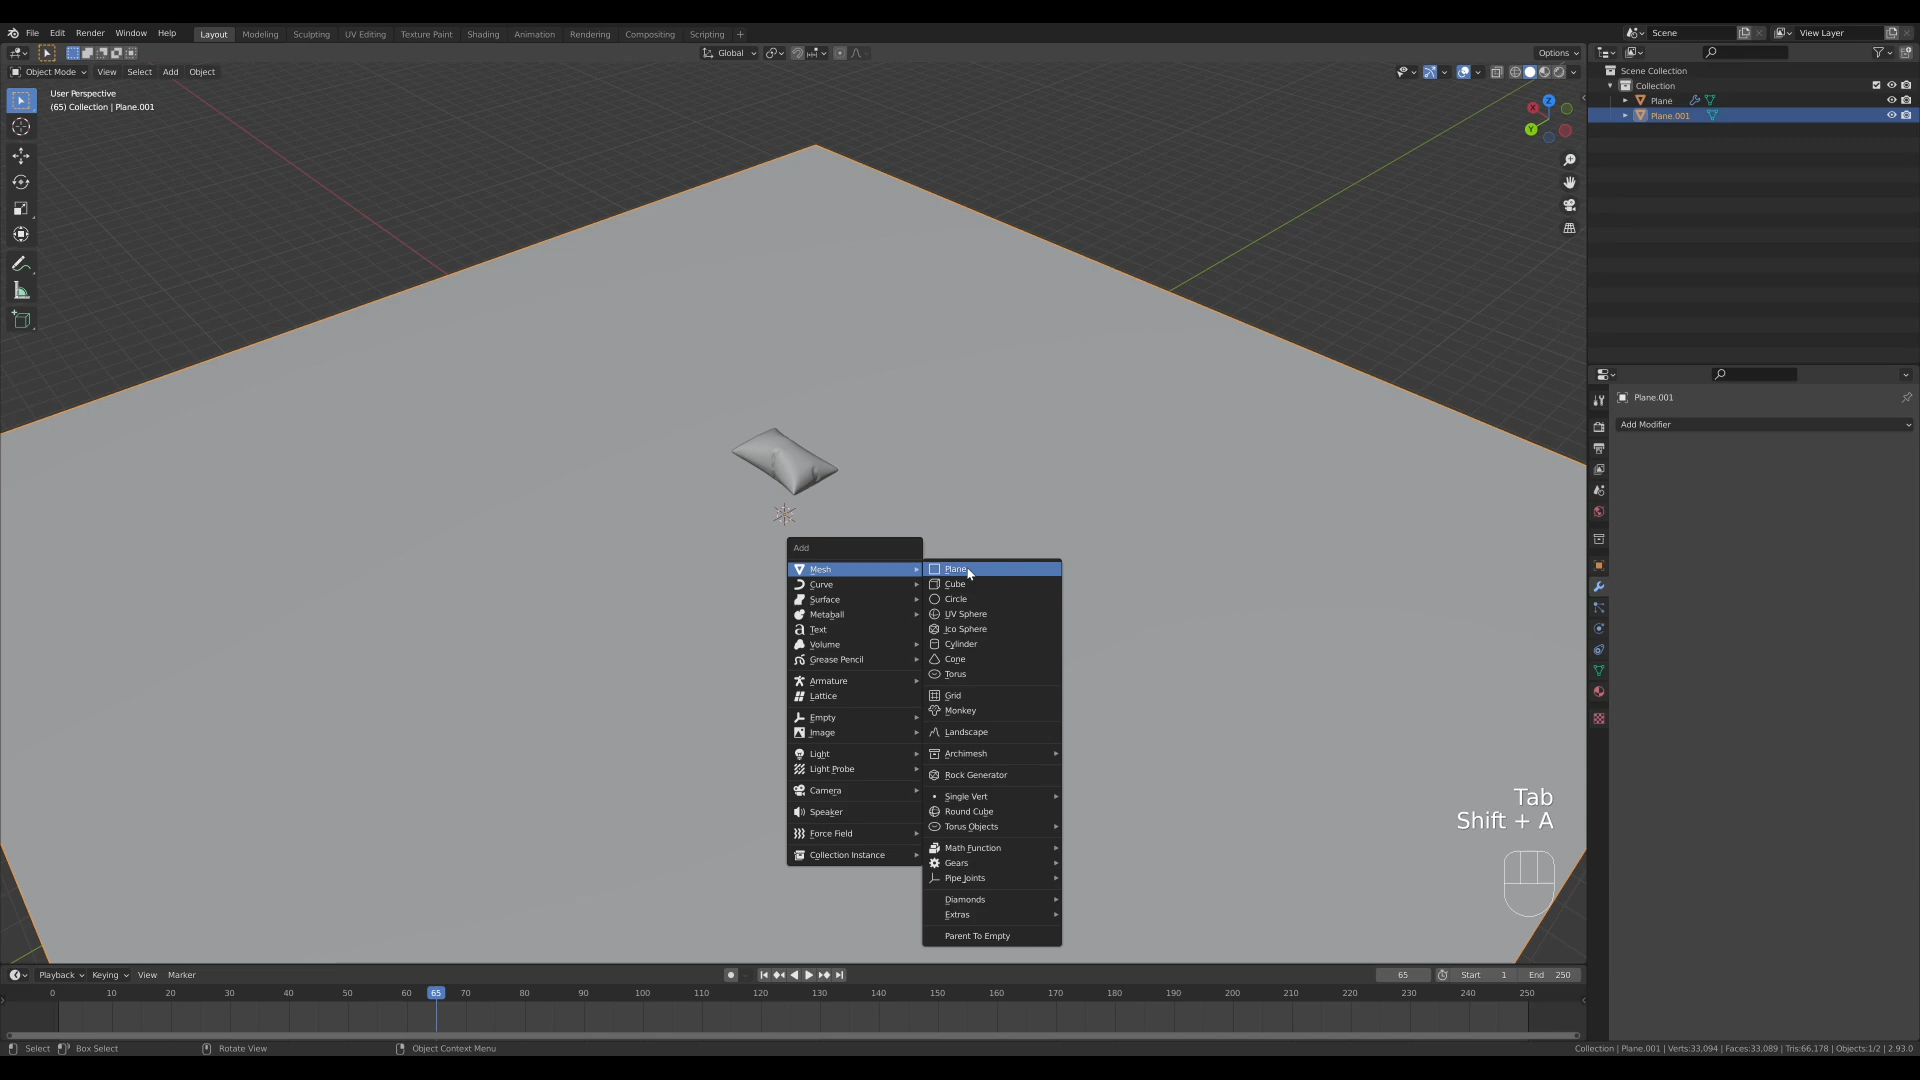 File Edit Render Window Help Layout Modeling Sculpting UV Editing Texture Paint Shading Animation Rendering Compositing Scripting + Scene View Layer
Global Options
Object Mode View Select Add Object
User Perspective
(65) Collection | Plane.001
Scene Collection
Collection
Plane
Plane.001
X
Z
Y
Plane.001
Add Modifier
Add
Mesh
Curve
Surface
Metaball
Text
Volume
Grease Pencil
Armature
Lattice
Empty
Image
Light
Light Probe
Camera
Speaker
Force Field
Collection Instance
Plane
Cube
Circle
UV Sphere
Ico Sphere
Cylinder
Cone
Torus
Grid
Monkey
Landscape
Archimesh
Rock Generator
Single Vert
Round Cube
Torus Objects
Math Function
Gears
Pipe Joints
Diamonds
Extras
Parent To Empty
Tab
Shift + A
Playback Keying View Marker 65 Start 1 End 250
0 10 20 30 40 50 60 65 70 80 90 100 110 120 130 140 150 160 170 180 190 200 210 220 230 240 250
Select Box Select Rotate View Object Context Menu Collection | Plane.001 | Verts:33,094 | Faces:33,089 | Tris:66,178 | Objects:1/2 | 2.93.0